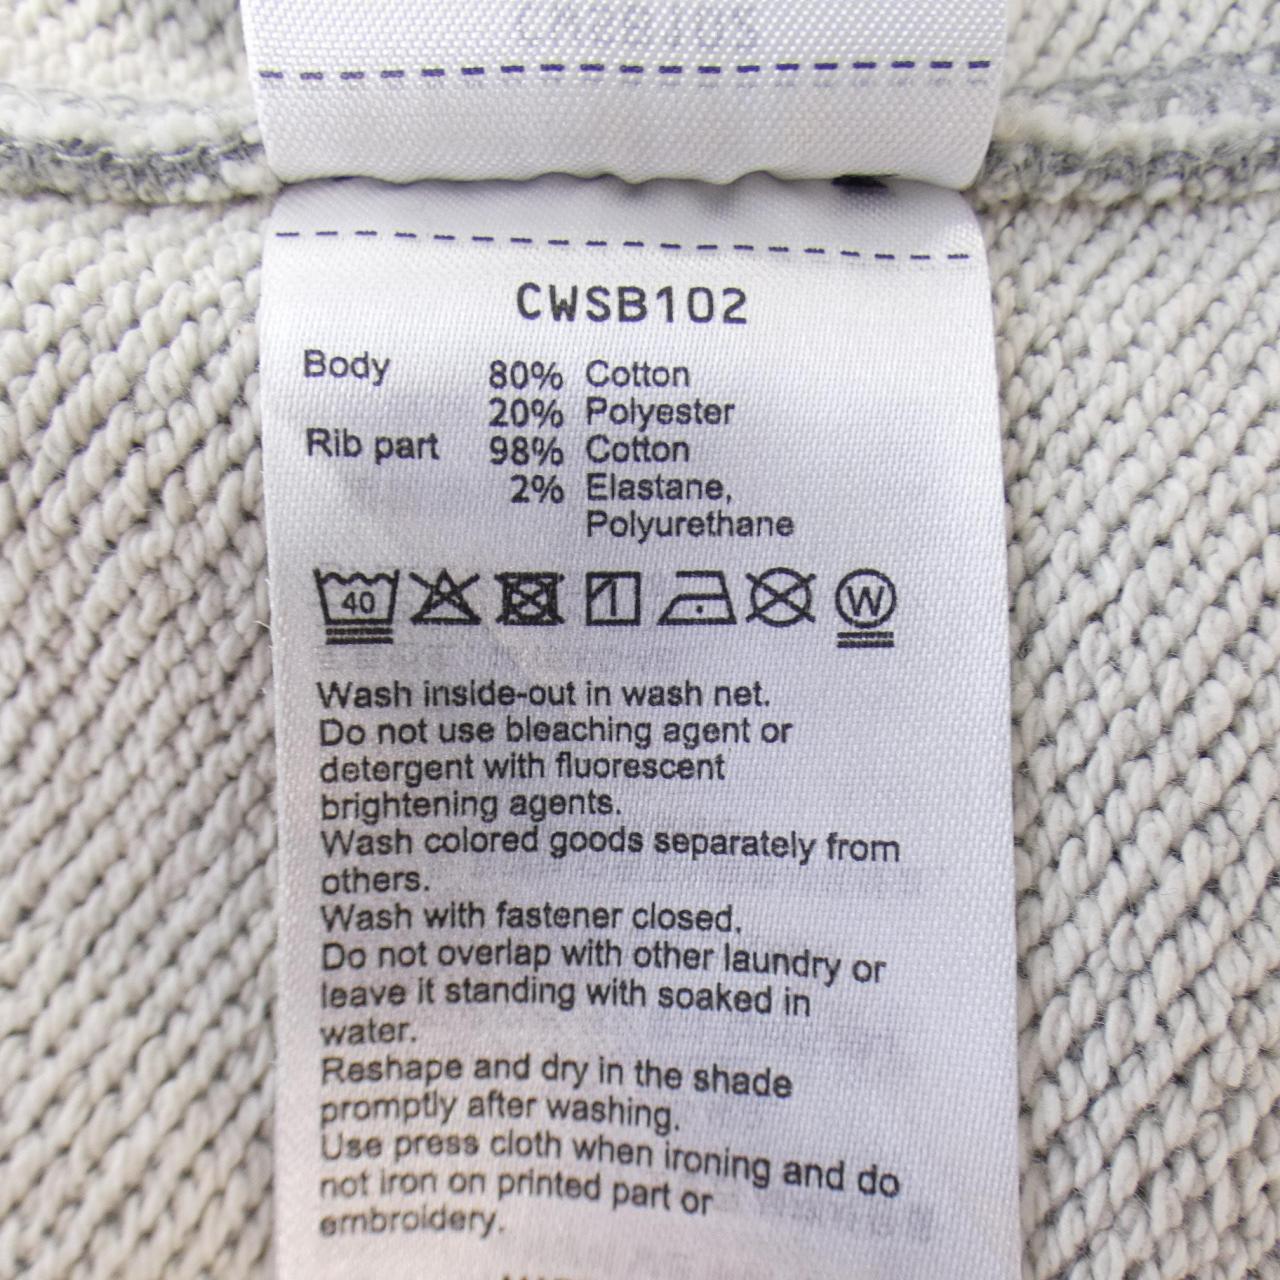 CWSB102
Body 80% Cotton
20% Polyester
Rib part 98% Cotton
2% Elastane,
Polyurethane
40 W
Wash inside-out in wash net.
Do not use bleaching agent or
detergent with fluorescent
brightening agents.
Wash colored goods separately from
others.
Wash with fastener closed.
Do not overlap with other laundry or
leave it standing with soaked in
water.
Reshape and dry in the shade
promptly after washing.
Use press cloth when ironing and do
not iron on printed part or
embroidery.